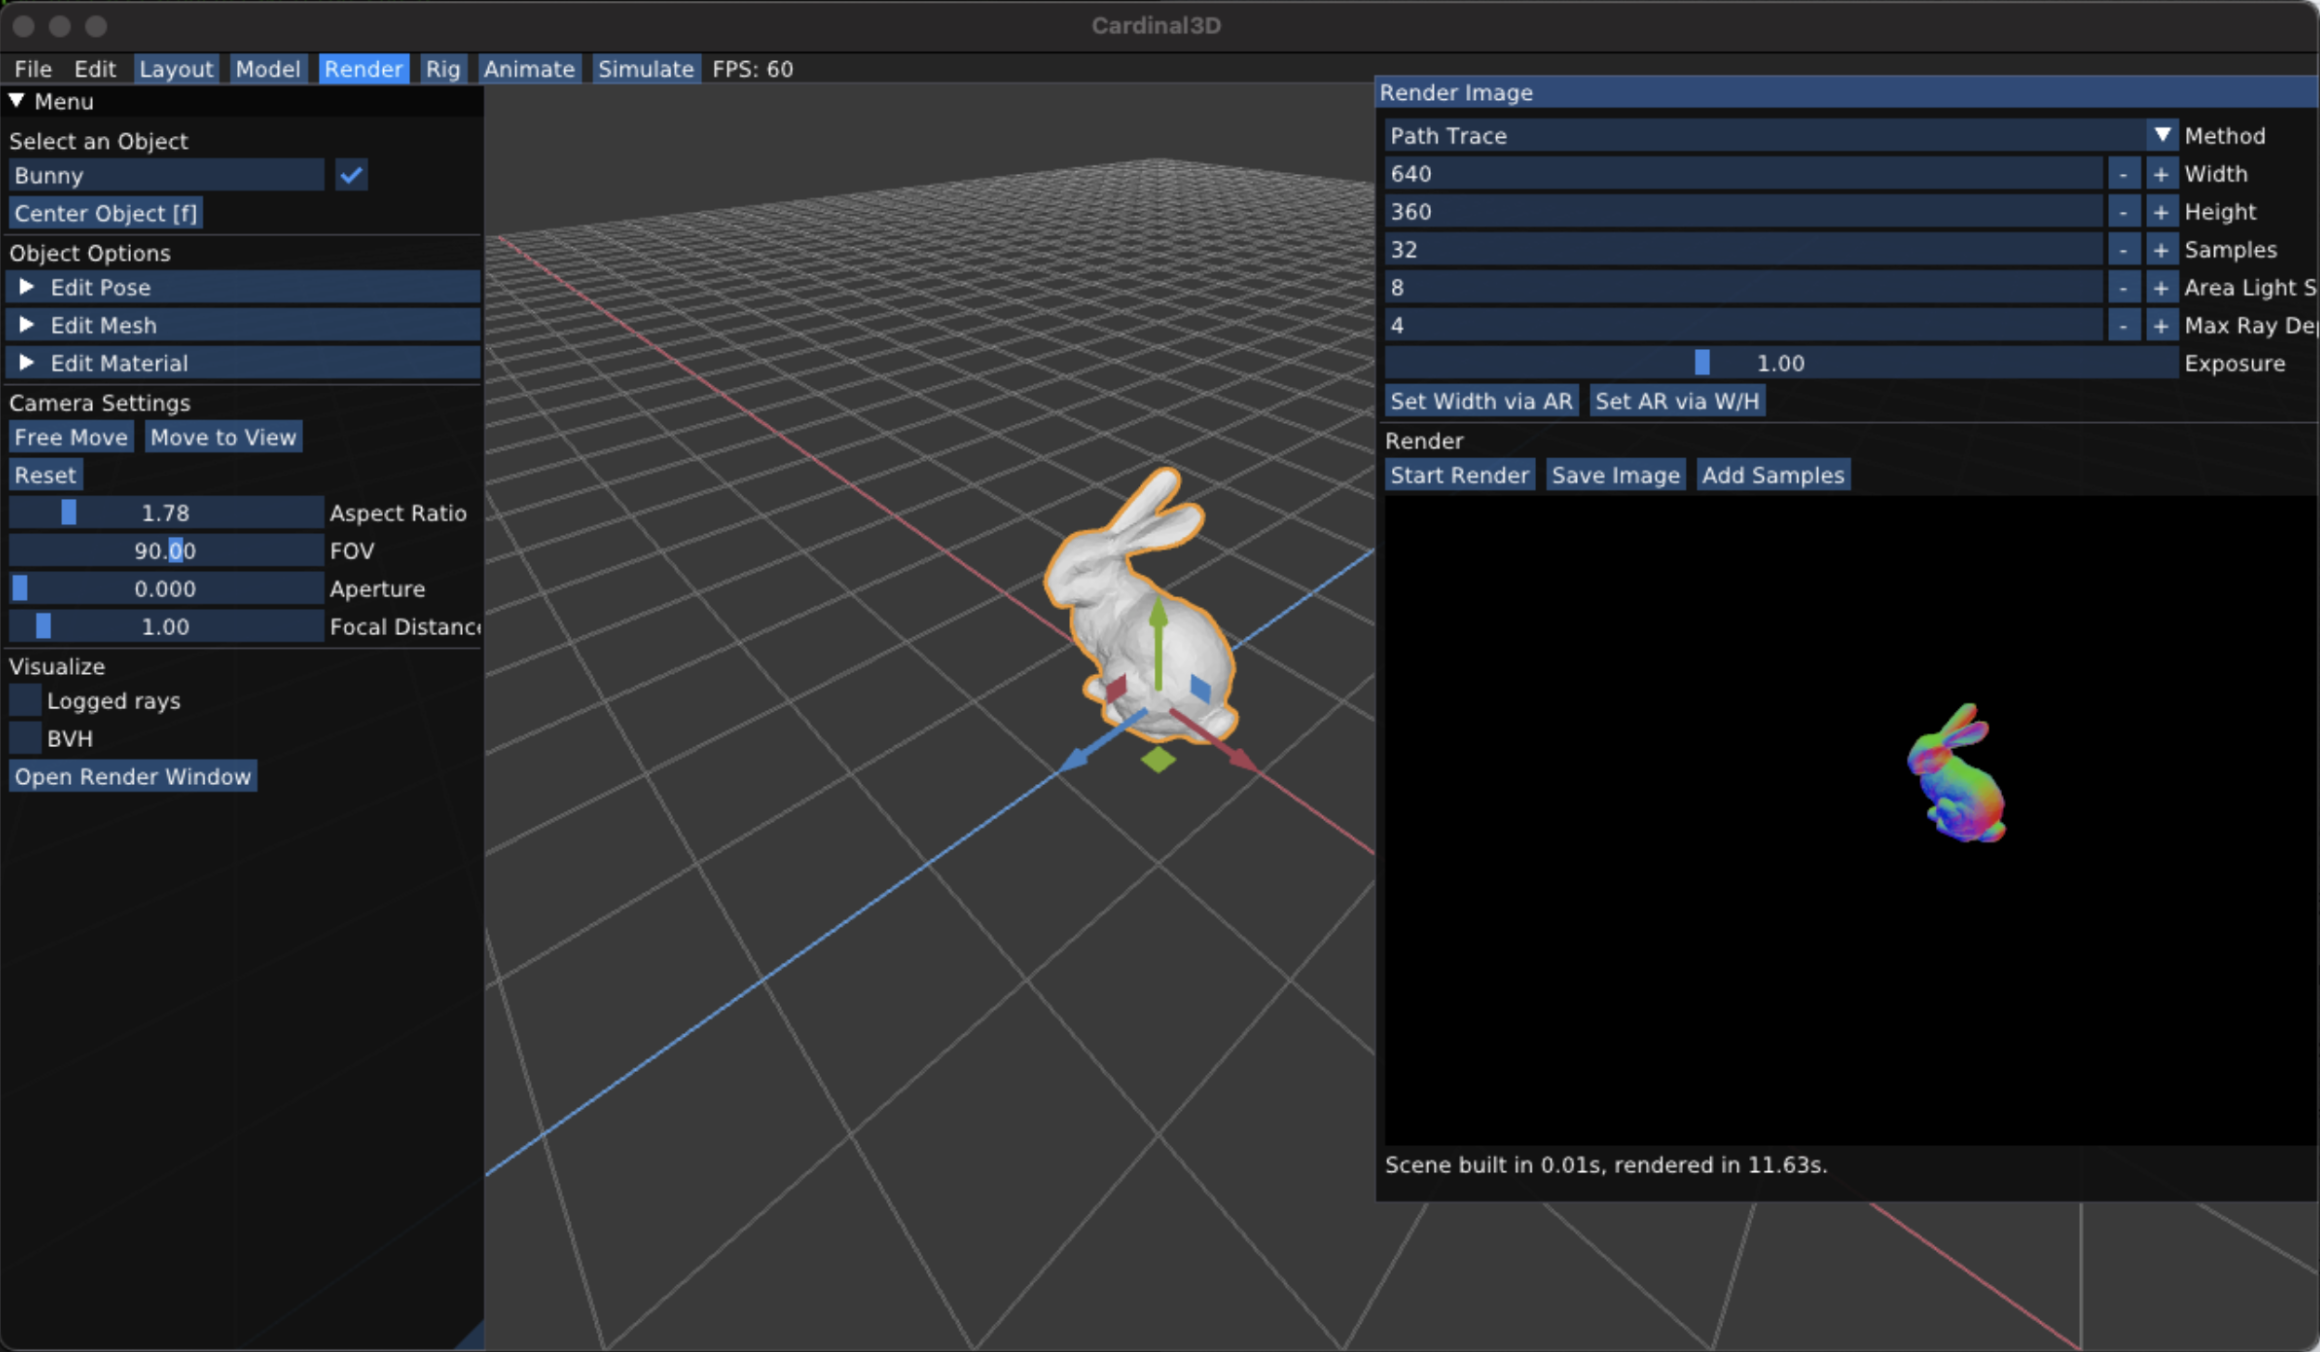 Cardinal3D
File Edit Layout Model Render Rig Animate Simulate FPS: 60
Menu
Select an Object
Bunny
Center Object [f]
Object Options
Edit Pose
Edit Mesh
Edit Material
Camera Settings
Free Move Move to View
Reset
1.78 Aspect Ratio
90.00 FOV
0.000 Aperture
1.00 Focal Distance
Visualize
Logged rays
BVH
Open Render Window
Render Image
Path Trace Method
640 - + Width
360 - + Height
32 - + Samples
8 - + Area Light S
4 - + Max Ray De
1.00 Exposure
Set Width via AR Set AR via W/H
Render
Start Render Save Image Add Samples
Scene built in 0.01s, rendered in 11.63s.